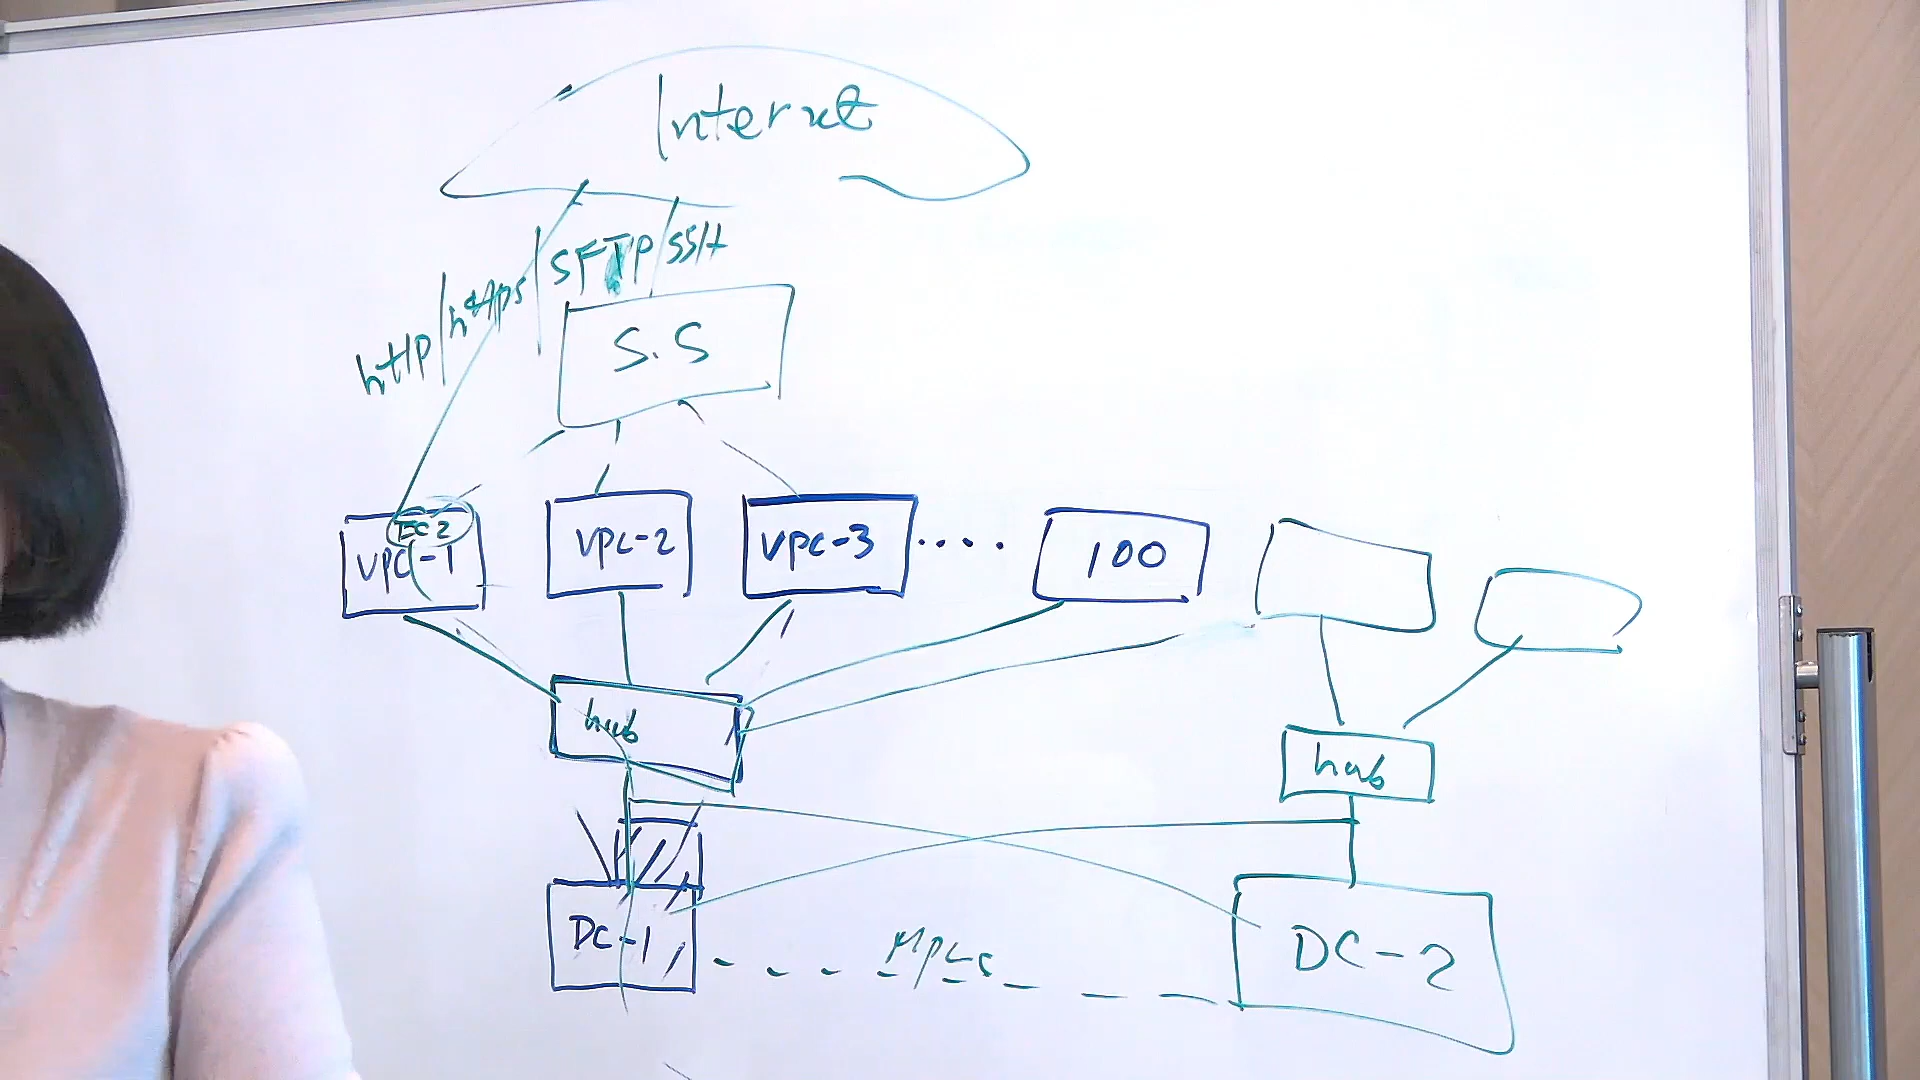 Internet
http | https | SFTP | SSH
S.S
EC2
VPC-1
VPC-2
VPC-3
....
100
hub
hub
DC-1
MPLS
DC-2